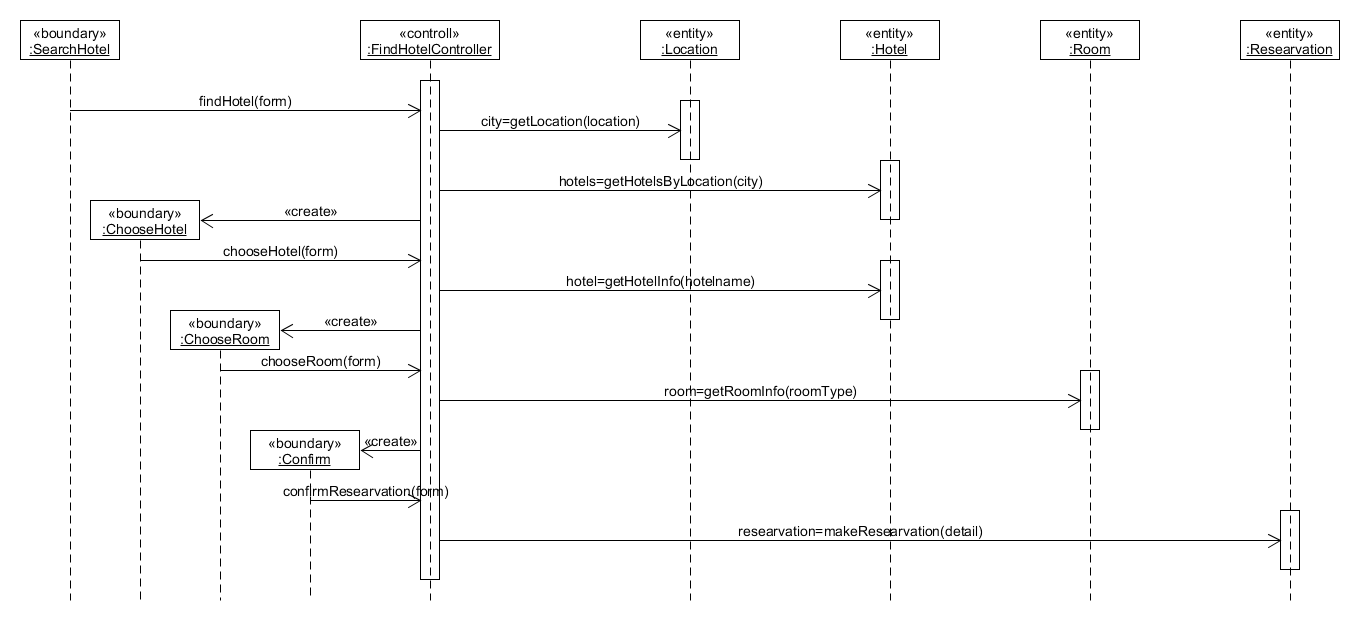 «boundary»
:SearchHotel
«controll»
:FindHotelController
«entity»
:Location
«entity»
:Hotel
«entity»
:Room
«entity»
:Researvation
findHotel(form)
city=getLocation(location)
hotels=getHotelsByLocation(city)
«boundary»
:ChooseHotel
«create»
chooseHotel(form)
hotel=getHotelInfo(hotelname)
«boundary»
:ChooseRoom
«create»
chooseRoom(form)
room=getRoomInfo(roomType)
«boundary»
:Confirm
«create»
confirmResearvation(form)
researvation=makeResearvation(detail)